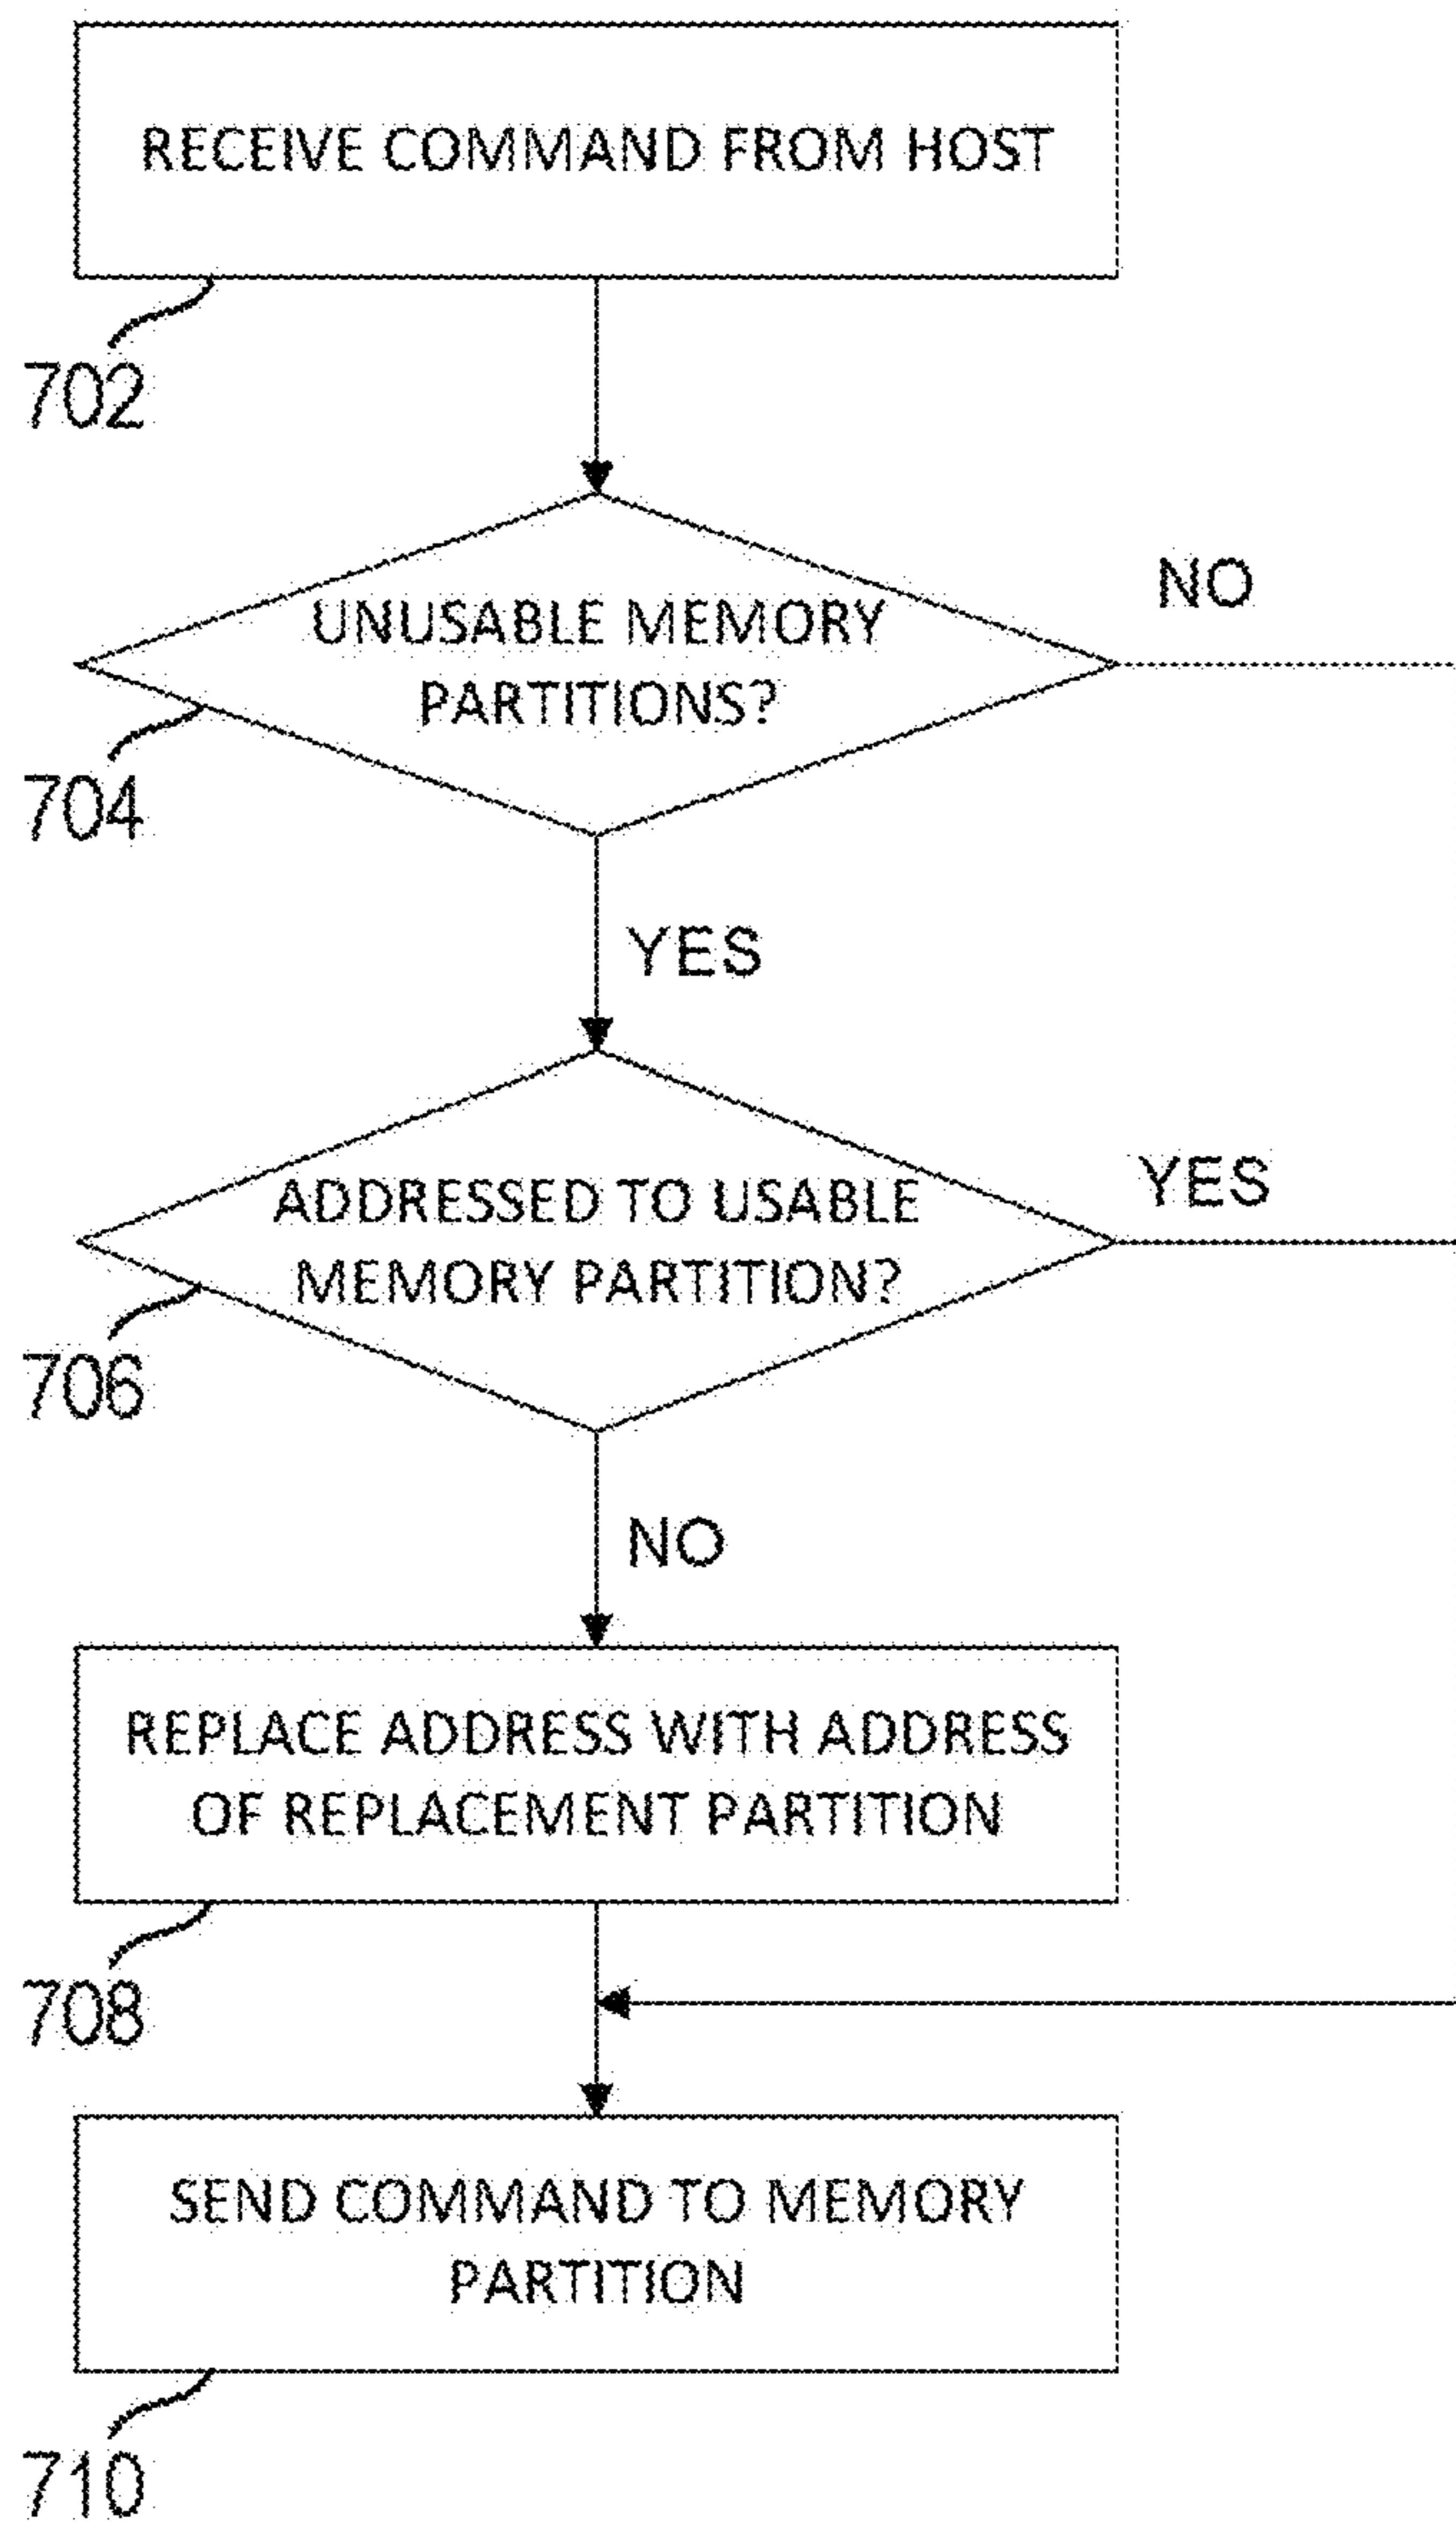 RECEIVE COMMAND FROM HOST
702
NO
UNUSABLE MEMORY
PARTITIONS?
704
YES
YES
ADDRESSED TO USABLE
MEMORY PARTITION?
706
NO
REPLACE ADDRESS WITH ADDRESS
OF REPLACEMENT PARTITION
708
SEND COMMAND TO MEMORY
PARTITION
710